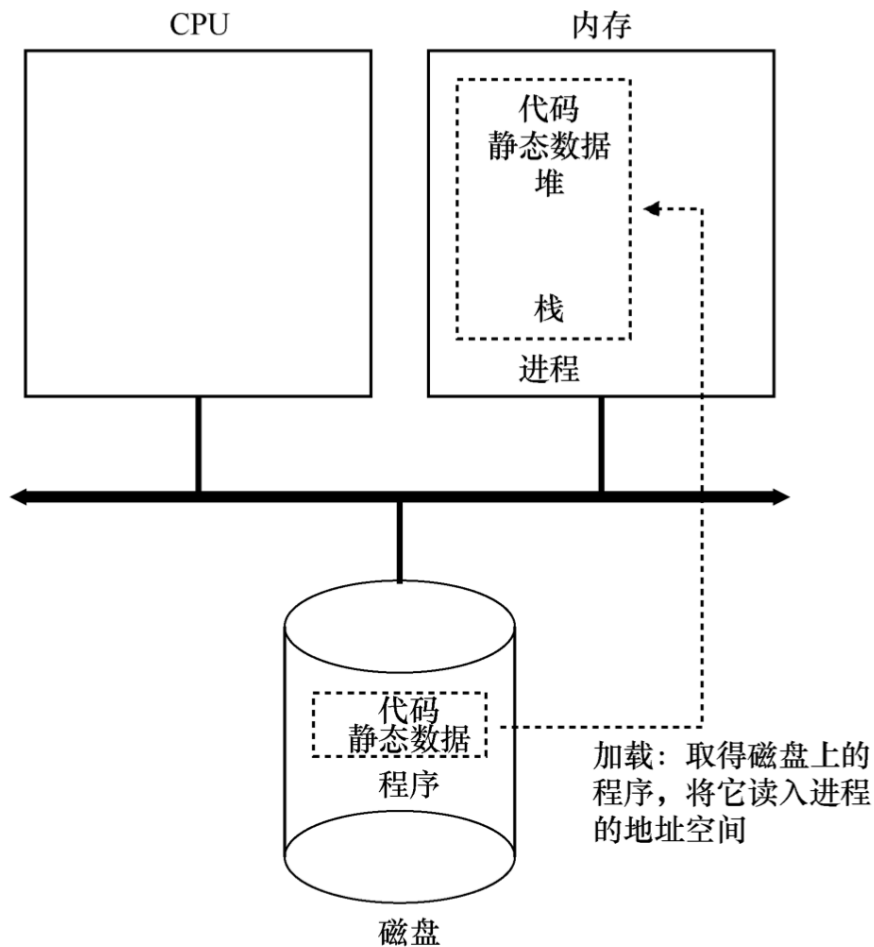 CPU
内存
代码
静态数据
堆
栈
进程
代码
静态数据
程序
加载：取得磁盘上的
程序，将它读入进程
的地址空间
磁盘